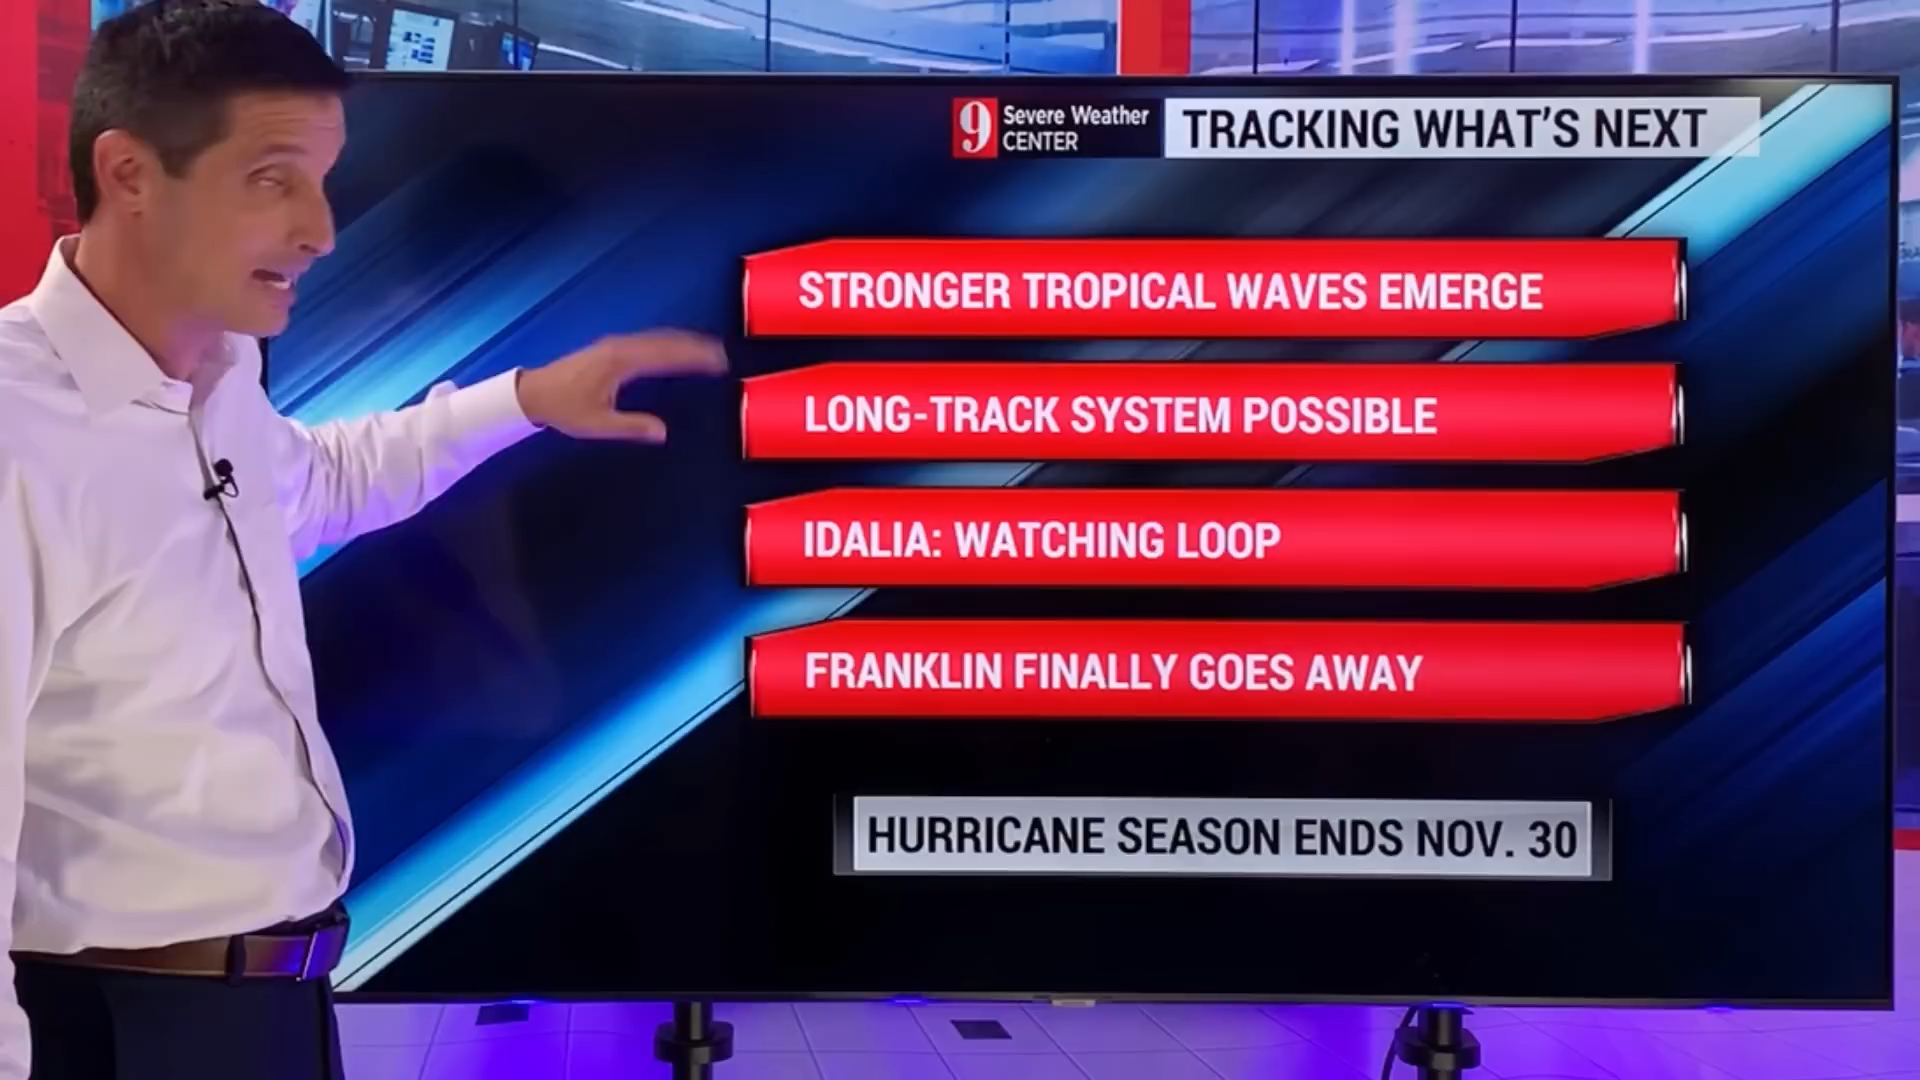 9 Severe Weather
CENTER
TRACKING WHAT'S NEXT
STRONGER TROPICAL WAVES EMERGE
LONG-TRACK SYSTEM POSSIBLE
IDALIA: WATCHING LOOP
FRANKLIN FINALLY GOES AWAY
HURRICANE SEASON ENDS NOV. 30